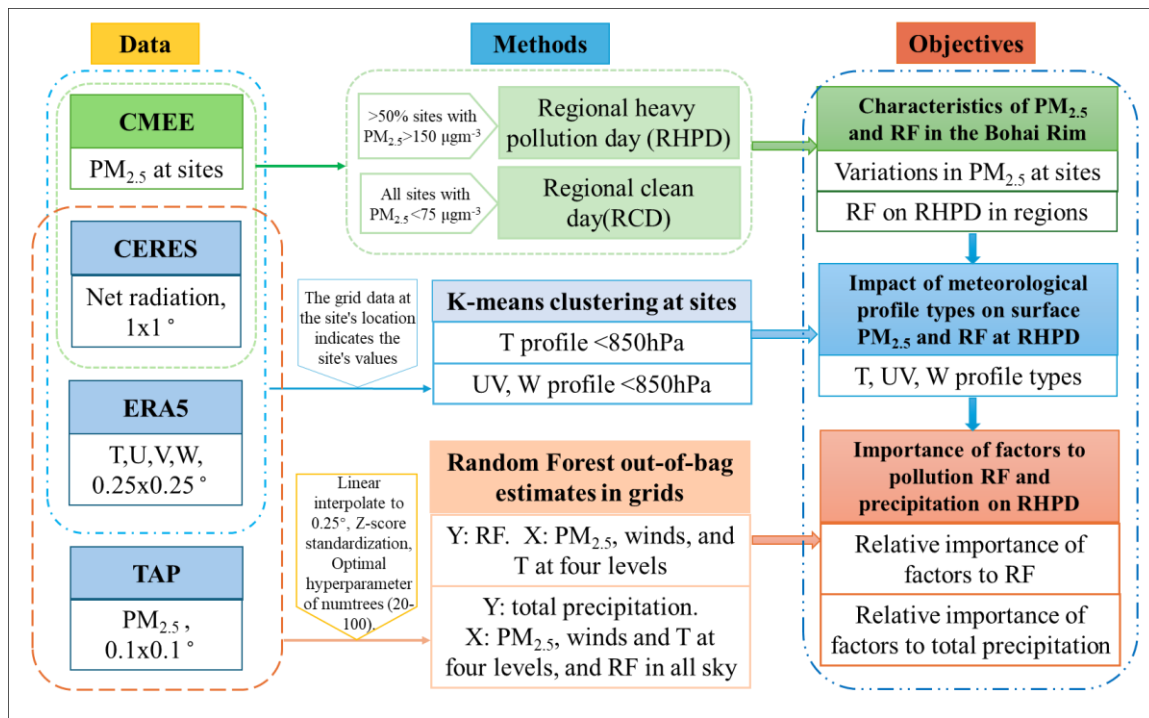 Data
Methods
Objectives
CMEE
PM2.5 at sites
CERES
Net radiation,
1x1°
ERA5
T,U,V,W,
0.25x0.25°
TAP
PM2.5 ,
0.1x0.1°
>50% sites with
PM2.5>150 μgm-3
Regional heavy
pollution day (RHPD)
All sites with
PM2.5<75 μgm-3
Regional clean
day(RCD)
The grid data at
the site's location
indicates the
site's values
K-means clustering at sites
T profile <850hPa
UV, W profile <850hPa
Linear
interpolate to
0.25°, Z-score
standardization,
Optimal
hyperparameter
of numtrees (20-
100).
Random Forest out-of-bag
estimates in grids
Y: RF.   X: PM2.5, winds, and
T at four levels
Y: total precipitation.
X: PM2.5, winds and T at
four levels, and RF in all sky
Characteristics of PM2.5
and RF in the Bohai Rim
Variations in PM2.5 at sites
RF on RHPD in regions
Impact of meteorological
profile types on surface
PM2.5 and RF at RHPD
T, UV, W profile types
Importance of factors to
pollution RF and
precipitation on RHPD
Relative importance of
factors to RF
Relative importance of
factors to total precipitation